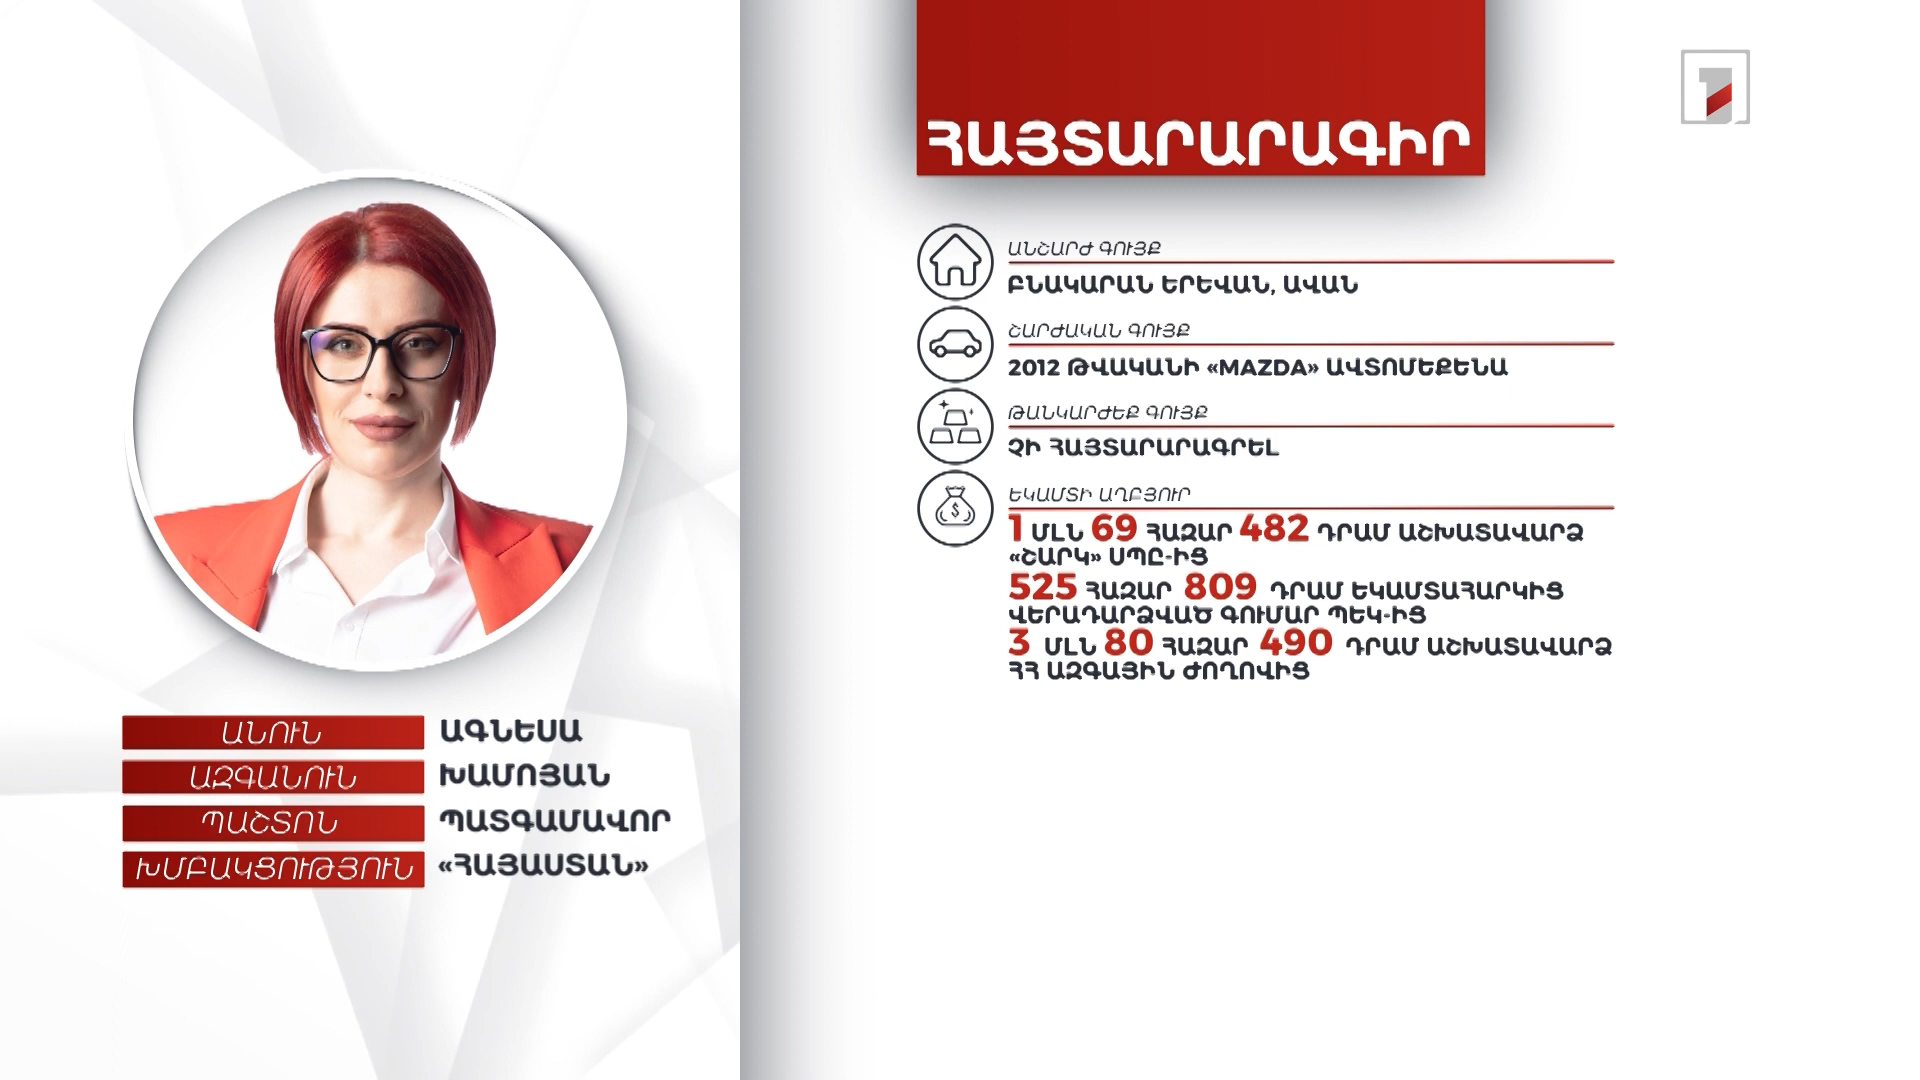 ՀԱՅՏԱՐԱՐԱԳԻՐ
ԱՆՇԱՐԺ ԳՈՒՅՔ
ԲՆԱԿԱՐԱՆ ԵՐԵՎԱՆ, ԱՎԱՆ
ՇԱՐԺԱԿԱՆ ԳՈՒՅՔ
2012 ԹՎԱԿԱՆԻ «MAZDA» ԱՎՏՈՄԵՔԵՆԱ
ԹԱՆԿԱՐԺԵՔ ԳՈՒՅՔ
ՉԻ ՀԱՅՏԱՐԱՐԱԳՐԵԼ
ԵԿԱՄՏԻ ԱՂԲՅՈՒՐ
1 ՄԼՆ 69 ՀԱԶԱՐ 482 ԴՐԱՄ ԱՇԽԱՏԱՎԱՐՁ
«ՇԱՐԿ» ՍՊԸ-ԻՑ
525 ՀԱԶԱՐ 809 ԴՐԱՄ ԵԿԱՄՏԱՀԱՐԿԻՑ
ՎԵՐԱԴԱՐՁՎԱԾ ԳՈՒՄԱՐ ՊԵԿ-ԻՑ
3 ՄԼՆ 80 ՀԱԶԱՐ 490 ԴՐԱՄ ԱՇԽԱՏԱՎԱՐՁ
ՀՀ ԱԶԳԱՅԻՆ ԺՈՂՈՎԻՑ
ԱՆՈՒՆ ԱԳՆԵՍԱ
ԱԶԳԱՆՈՒՆ ԽԱՄՈՅԱՆ
ՊԱՇՏՈՆ ՊԱՏԳԱՄԱՎՈՐ
ԽՄԲԱԿՑՈՒԹՅՈՒՆ «ՀԱՅԱՍՏԱՆ»